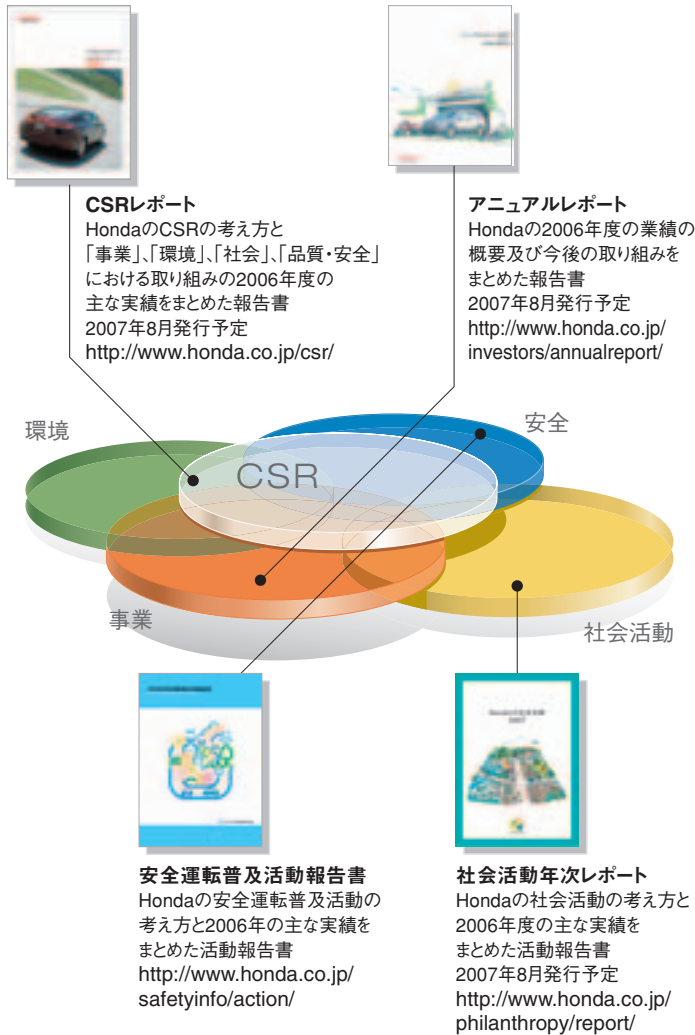 CSRレポート
HondaのCSRの考え方と
「事業」、「環境」、「社会」、「品質・安全」
における取り組みの2006年度の
主な実績をまとめた報告書
2007年8月発行予定
http://www.honda.co.jp/csr/
アニュアルレポート
Hondaの2006年度の業績の
概要及び今後の取り組みを
まとめた報告書
2007年8月発行予定
http://www.honda.co.jp/
investors/annualreport/
環境
安全
CSR
事業
社会活動
Hondaの社会活動
2007
安全運転普及活動報告書
Hondaの安全運転普及活動の
考え方と2006年の主な実績を
まとめた活動報告書
http://www.honda.co.jp/
safetyinfo/action/
社会活動年次レポート
Hondaの社会活動の考え方と
2006年度の主な実績を
まとめた活動報告書
2007年8月発行予定
http://www.honda.co.jp/
philanthropy/report/